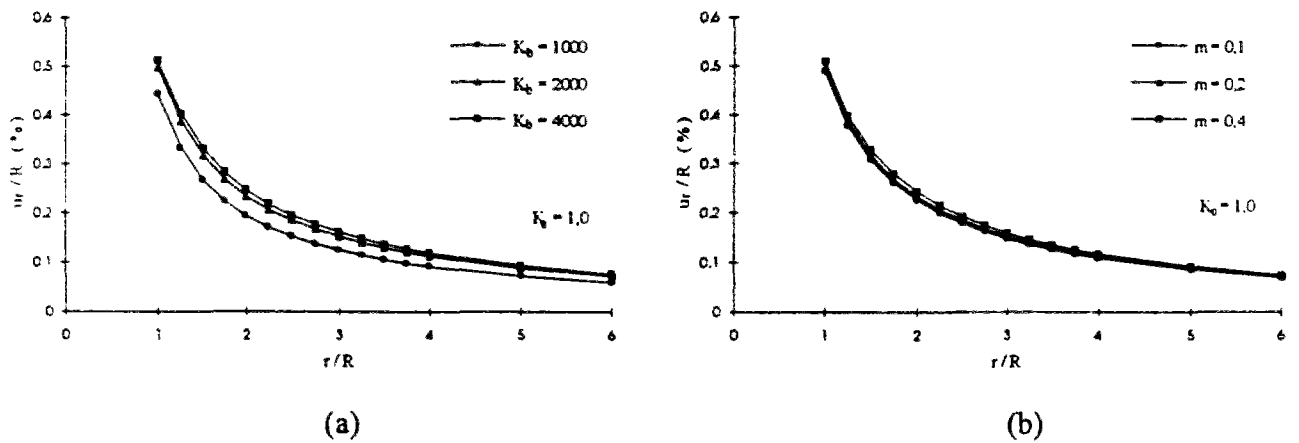 0,6
0,5
0,4
0,3
0,2
0,1
0
0 1 2 3 4 5 6
r/R
K_b = 1000
K_b = 2000
K_b = 4000
= 1,0
(a)
0,6
0,5
0,4
0,3
0,2
0,1
0
0 1 2 3 4 5 6
u_r/R (%)
r/R
m = 0,1
m = 0,2
m = 0,4
K_0 = 1,0
(b)